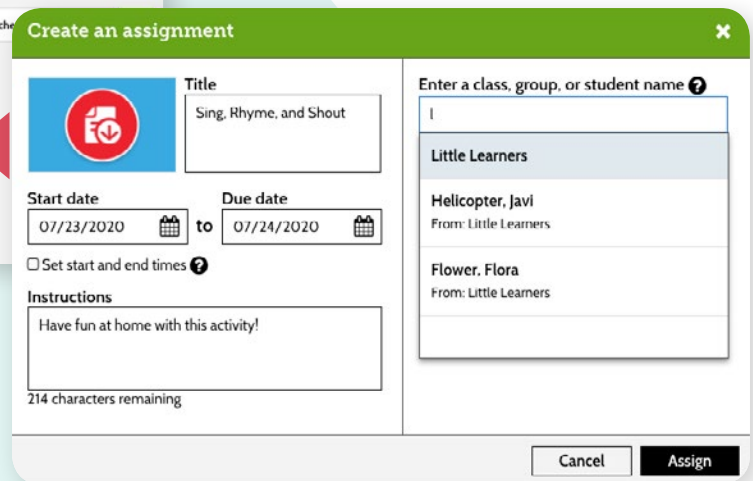 Create an assignment
Title
Sing, Rhyme, and Shout
Start date
Due date
07/23/2020 to 07/24/2020
Set start and end times
Instructions
Have fun at home with this activity!
214 characters remaining
Enter a class, group, or student name
l
Little Learners
Helicopter, Javi
From: Little Learners
Flower, Flora
From: Little Learners
Cancel
Assign